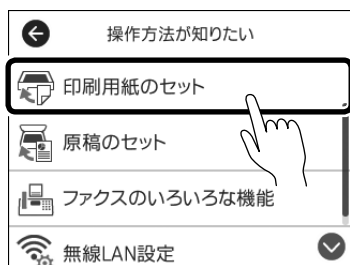 操作方法が知りたい
印刷用紙のセット
原稿のセット
ファクスのいろいろな機能
無線LAN設定